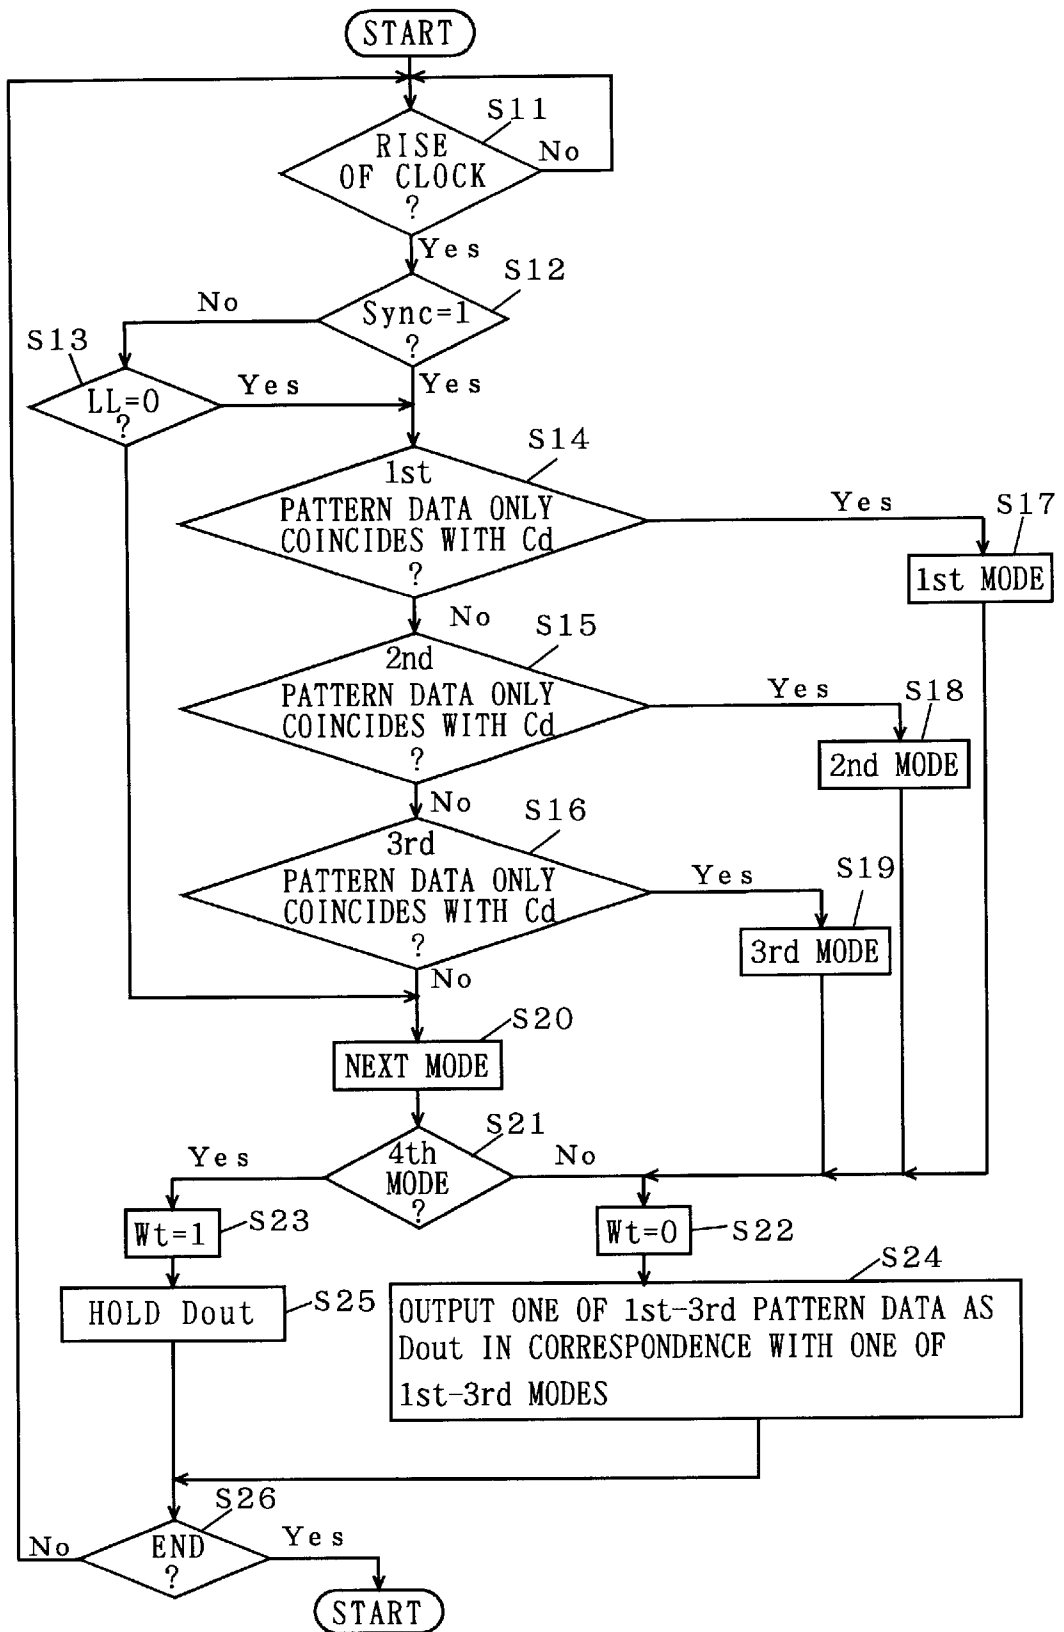 START
S11
RISE
OF CLOCK
?
No
Yes
S12
No
Sync=1
?
S13
Yes
Yes
LL=0
?
S14
1st
PATTERN DATA ONLY
COINCIDES WITH Cd
?
Yes
S17
1st MODE
No
S15
2nd
PATTERN DATA ONLY
COINCIDES WITH Cd
?
Yes
S18
2nd MODE
No
S16
3rd
PATTERN DATA ONLY
COINCIDES WITH Cd
?
Yes
S19
3rd MODE
No
S20
NEXT MODE
S21
Yes
4th
MODE
?
No
Wt=1
S23
Wt=0
S22
S24
HOLD Dout
S25
OUTPUT ONE OF 1st-3rd PATTERN DATA AS
Dout IN CORRESPONDENCE WITH ONE OF
1st-3rd MODES
S26
No
END
?
Yes
START